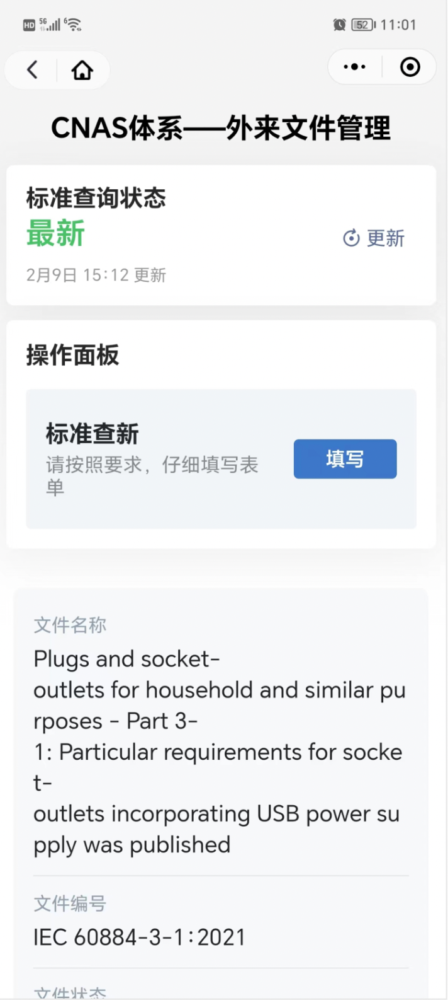 HD 5G 6 52 11:01
CNAS体系——外来文件管理
标准查询状态
最新
更新
2月9日 15:12 更新
操作面板
标准查新
请按照要求，仔细填写表
单
填写
文件名称
Plugs and socket-
outlets for household and similar pu
rposes - Part 3-
1: Particular requirements for socke
t-
outlets incorporating USB power su
pply was published
文件编号
IEC 60884-3-1:2021
文件状态